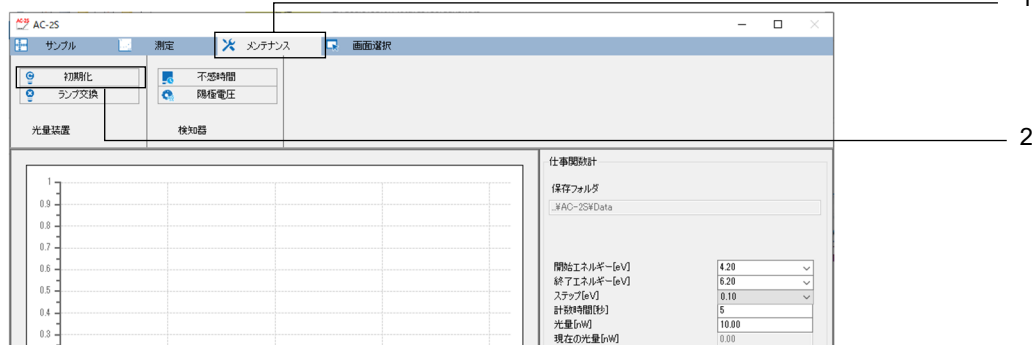 1
AC-2S
サンプル 測定 メンテナンス 画面選択
初期化 不感時間
ランプ交換 陽極電圧
光量装置 検知器
2
仕事関数計
保存フォルダ
..¥AC-2S¥Data
1
0.9
0.8
0.7
0.6
0.5
0.4
0.3
開始エネルギー[eV] 4.20
終了エネルギー[eV] 6.20
ステップ[eV] 0.10
計数時間[秒] 5
光量[nW] 10.00
現在の光量[nW] 0.00